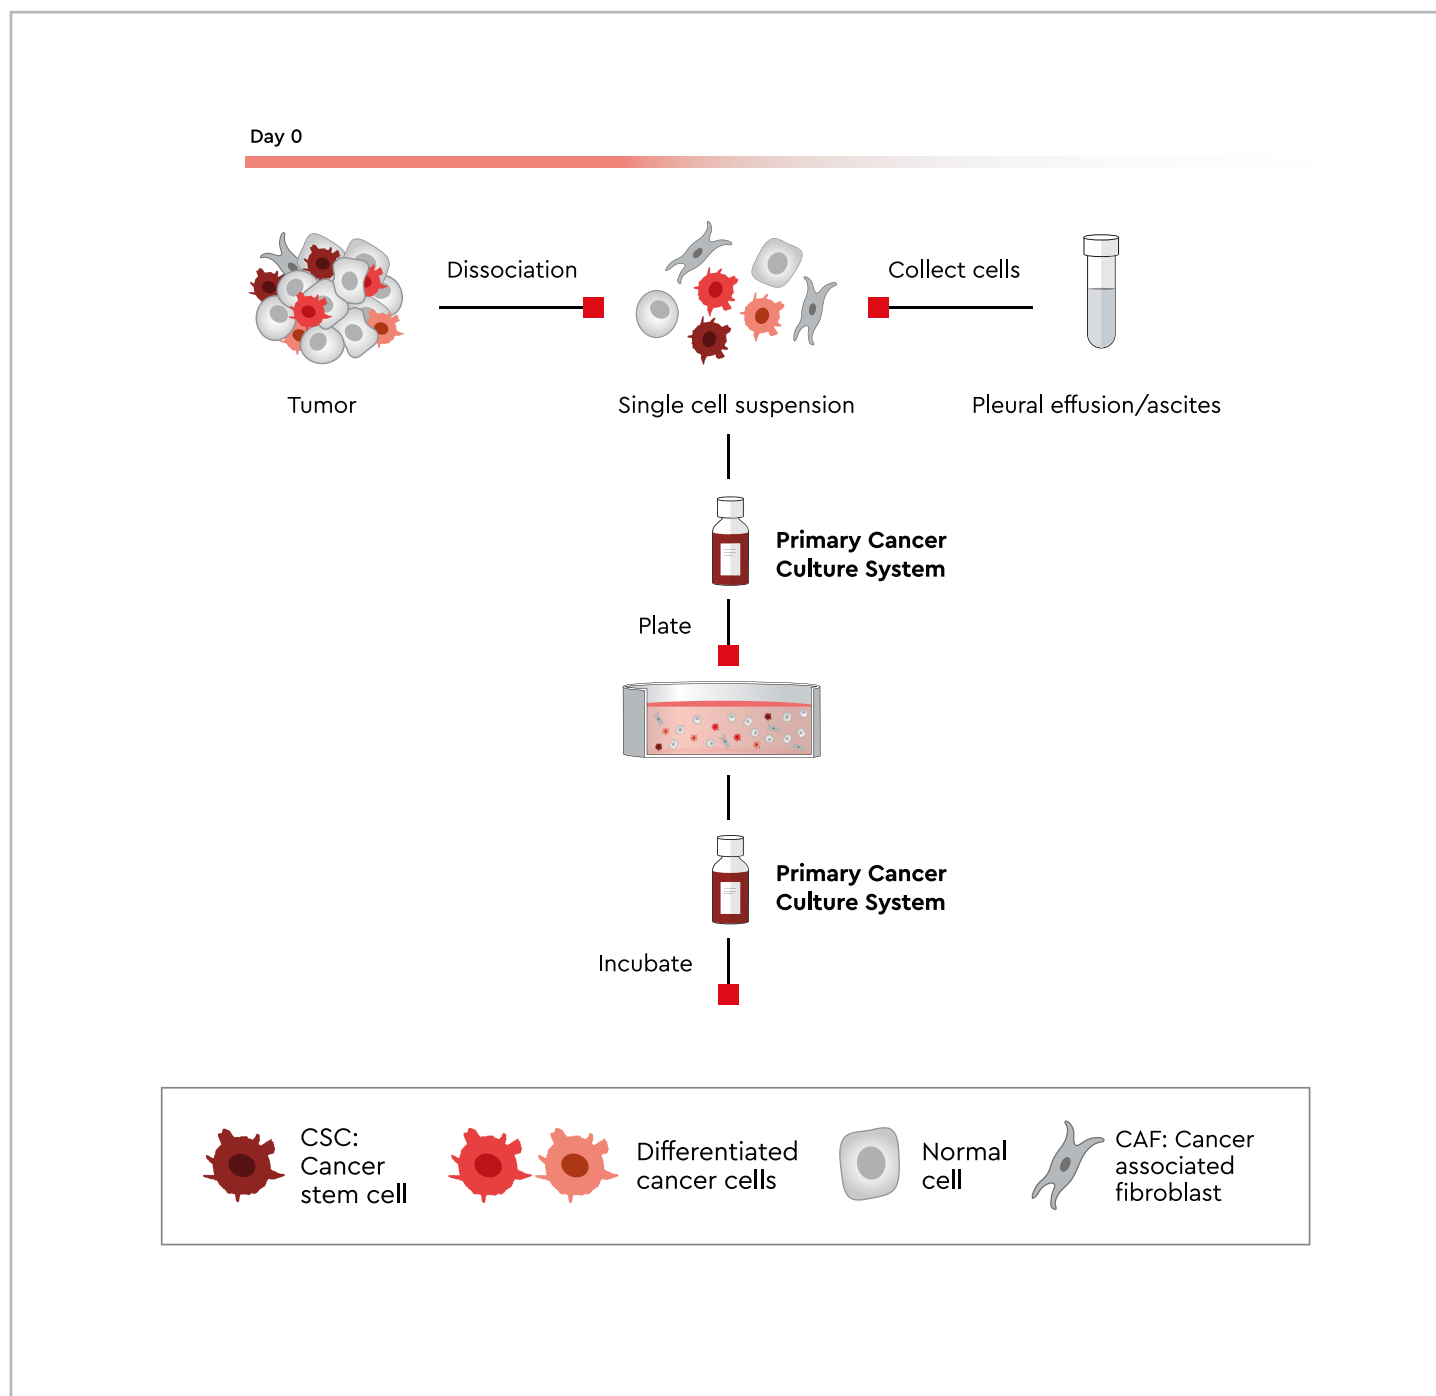 Day 0
Dissociation
Collect cells
Tumor
Single cell suspension
Pleural effusion/ascites
Primary Cancer
Culture System
Plate
Primary Cancer
Culture System
Incubate
CSC:
Cancer
stem cell
Differentiated
cancer cells
Normal
cell
CAF: Cancer
associated
fibroblast